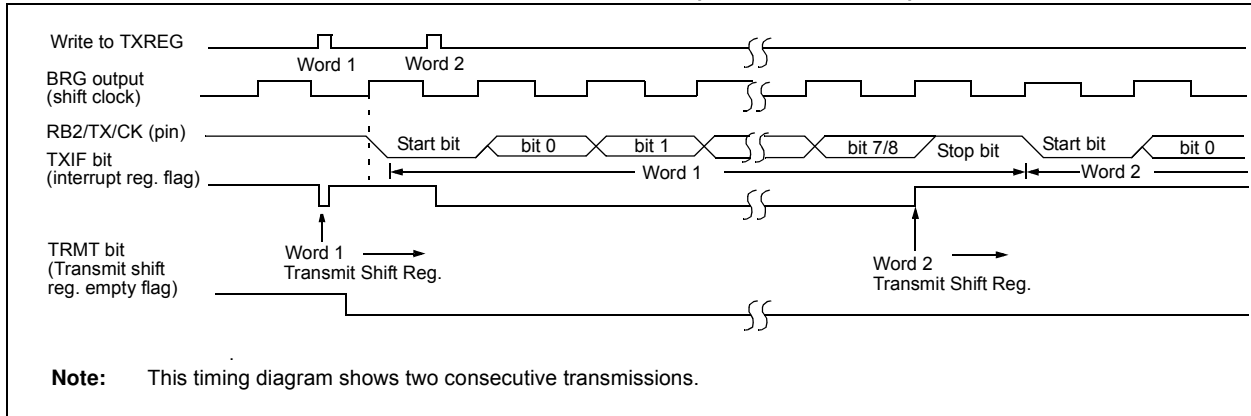 Write to TXREG
Word 1
Word 2
BRG output
(shift clock)
RB2/TX/CK (pin)
Start bit
bit 0
bit 1
bit 7/8
Stop bit
Start bit
bit 0
TXIF bit
(interrupt reg. flag)
Word 1
Word 2
TRMT bit
(Transmit shift
reg. empty flag)
Word 1
Transmit Shift Reg.
Word 2
Transmit Shift Reg.
Note: This timing diagram shows two consecutive transmissions.